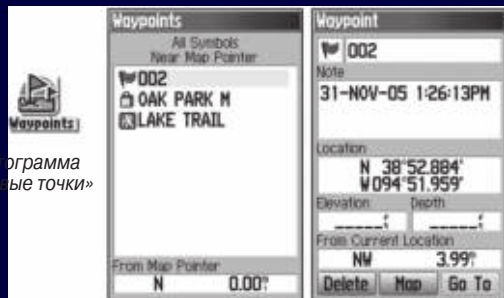 Waypoints
тограмма
вые точки»
Waypoints
All Symbols
Near Map Pointer
002
OAK PARK M
LAKE TRAIL
From Map Pointer
N 0.00
Waypoint
002
Note
31-NOV-05 1:26:13PM
Location
N 38°52.884'
W094°51.959'
Elevation Depth
From Current Location
NW 3.99
Delete Map Go To